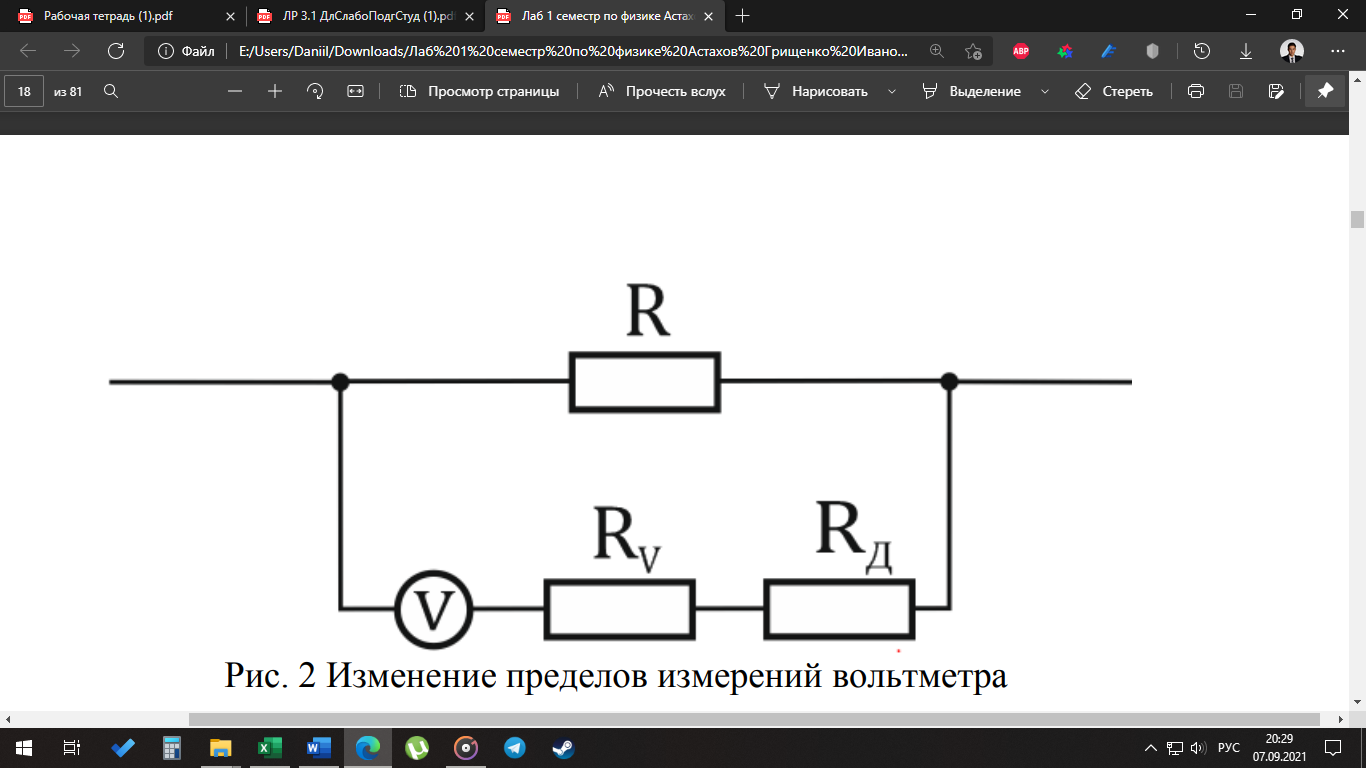 Рабочая тетрадь (1).pdf
ЛР 3.1 ДлСлабоПодгСтуд (1).pd
Лаб 1 семестр по физике Астах
Файл
E:/Users/Daniil/Downloads/Лаб%201%20семестр%20по%20физике%20Астахов%20Грищенко%20Ивано...
ABP
18 из 81
Просмотр страницы
Прочесть вслух
Нарисовать
Выделение
Стереть
R
R_V
R_Д
V
Рис. 2 Изменение пределов измерений вольтметра
РУС
20:29
07.09.2021